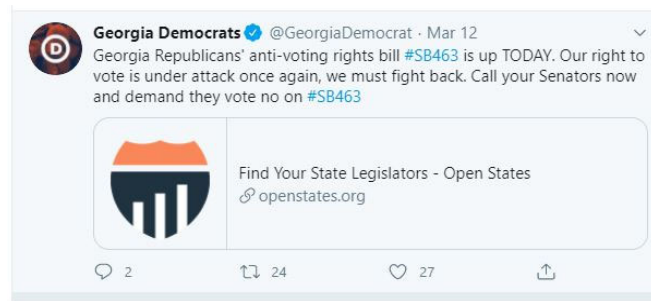 Georgia Democrats @GeorgiaDemocrat · Mar 12
Georgia Republicans' anti-voting rights bill #SB463 is up TODAY. Our right to
vote is under attack once again, we must fight back. Call your Senators now
and demand they vote no on #SB463
Find Your State Legislators - Open States
openstates.org
2 24 27